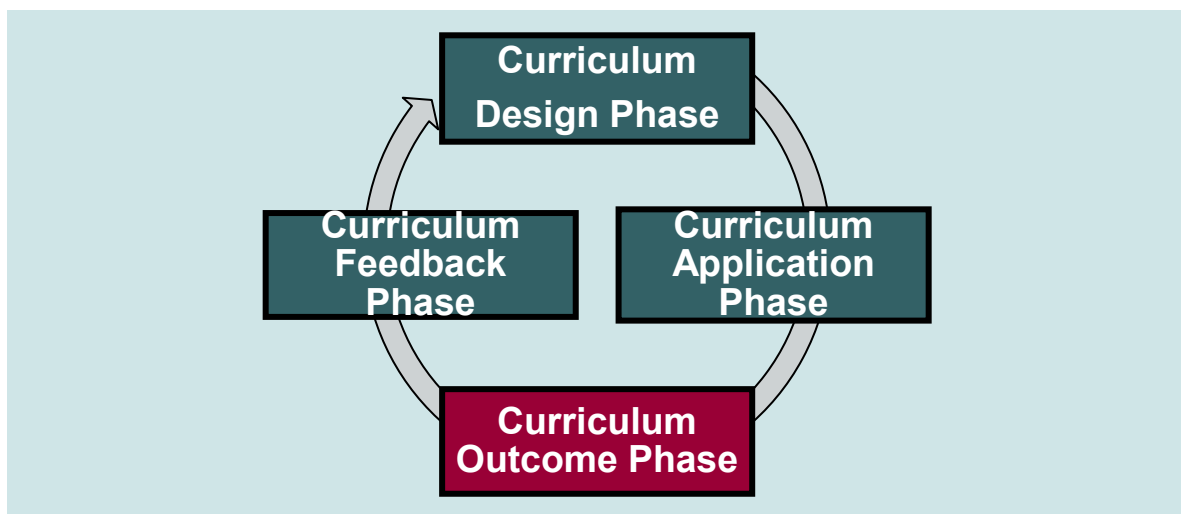 Curriculum
Design Phase
Curriculum
Feedback
Phase
Curriculum
Application
Phase
Curriculum
Outcome Phase